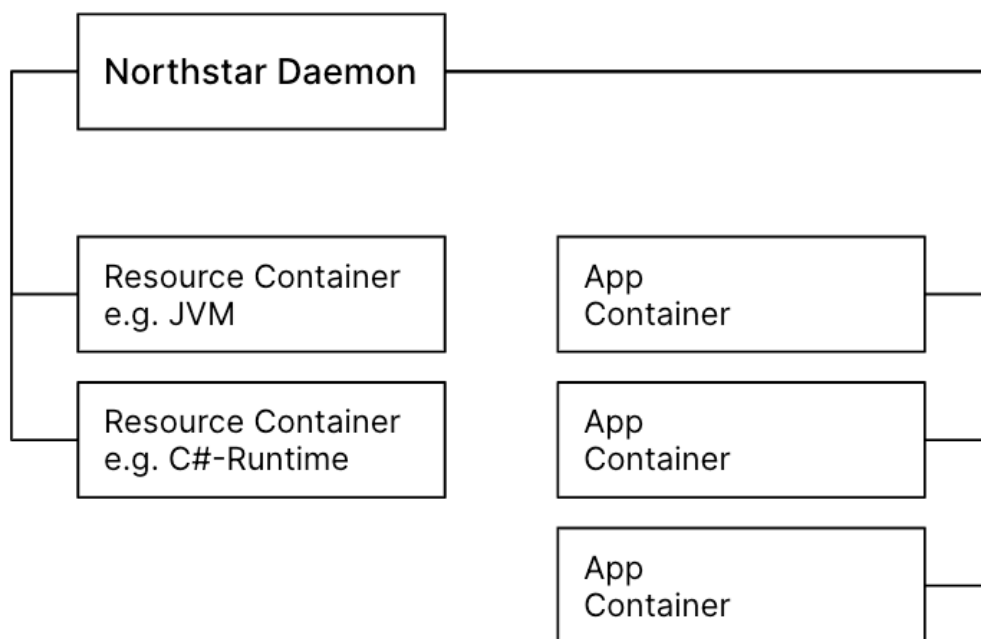 Northstar Daemon
Resource Container
e.g. JVM
App
Container
Resource Container
e.g. C#-Runtime
App
Container
App
Container